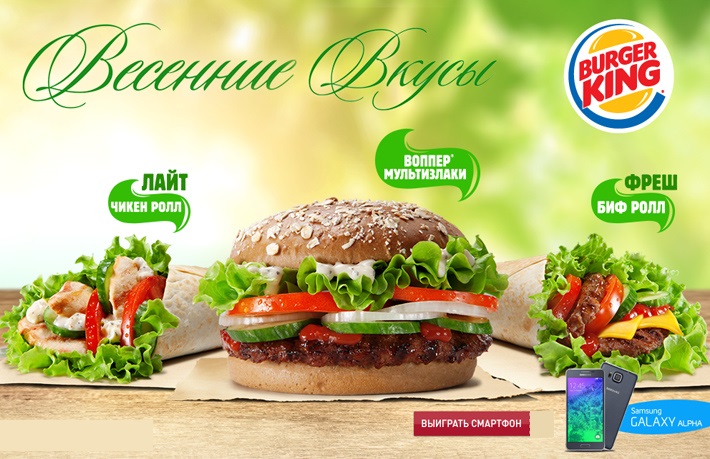 Весенние Вкусы
BURGER
KING®
ВОППЕР®
МУЛЬТИЗЛАКИ
ЛАЙТ
ЧИКЕН РОЛЛ
ФРЕШ
БИФ РОЛЛ
ВЫИГРАТЬ СМАРТФОН
Samsung
GALAXY ALPHA